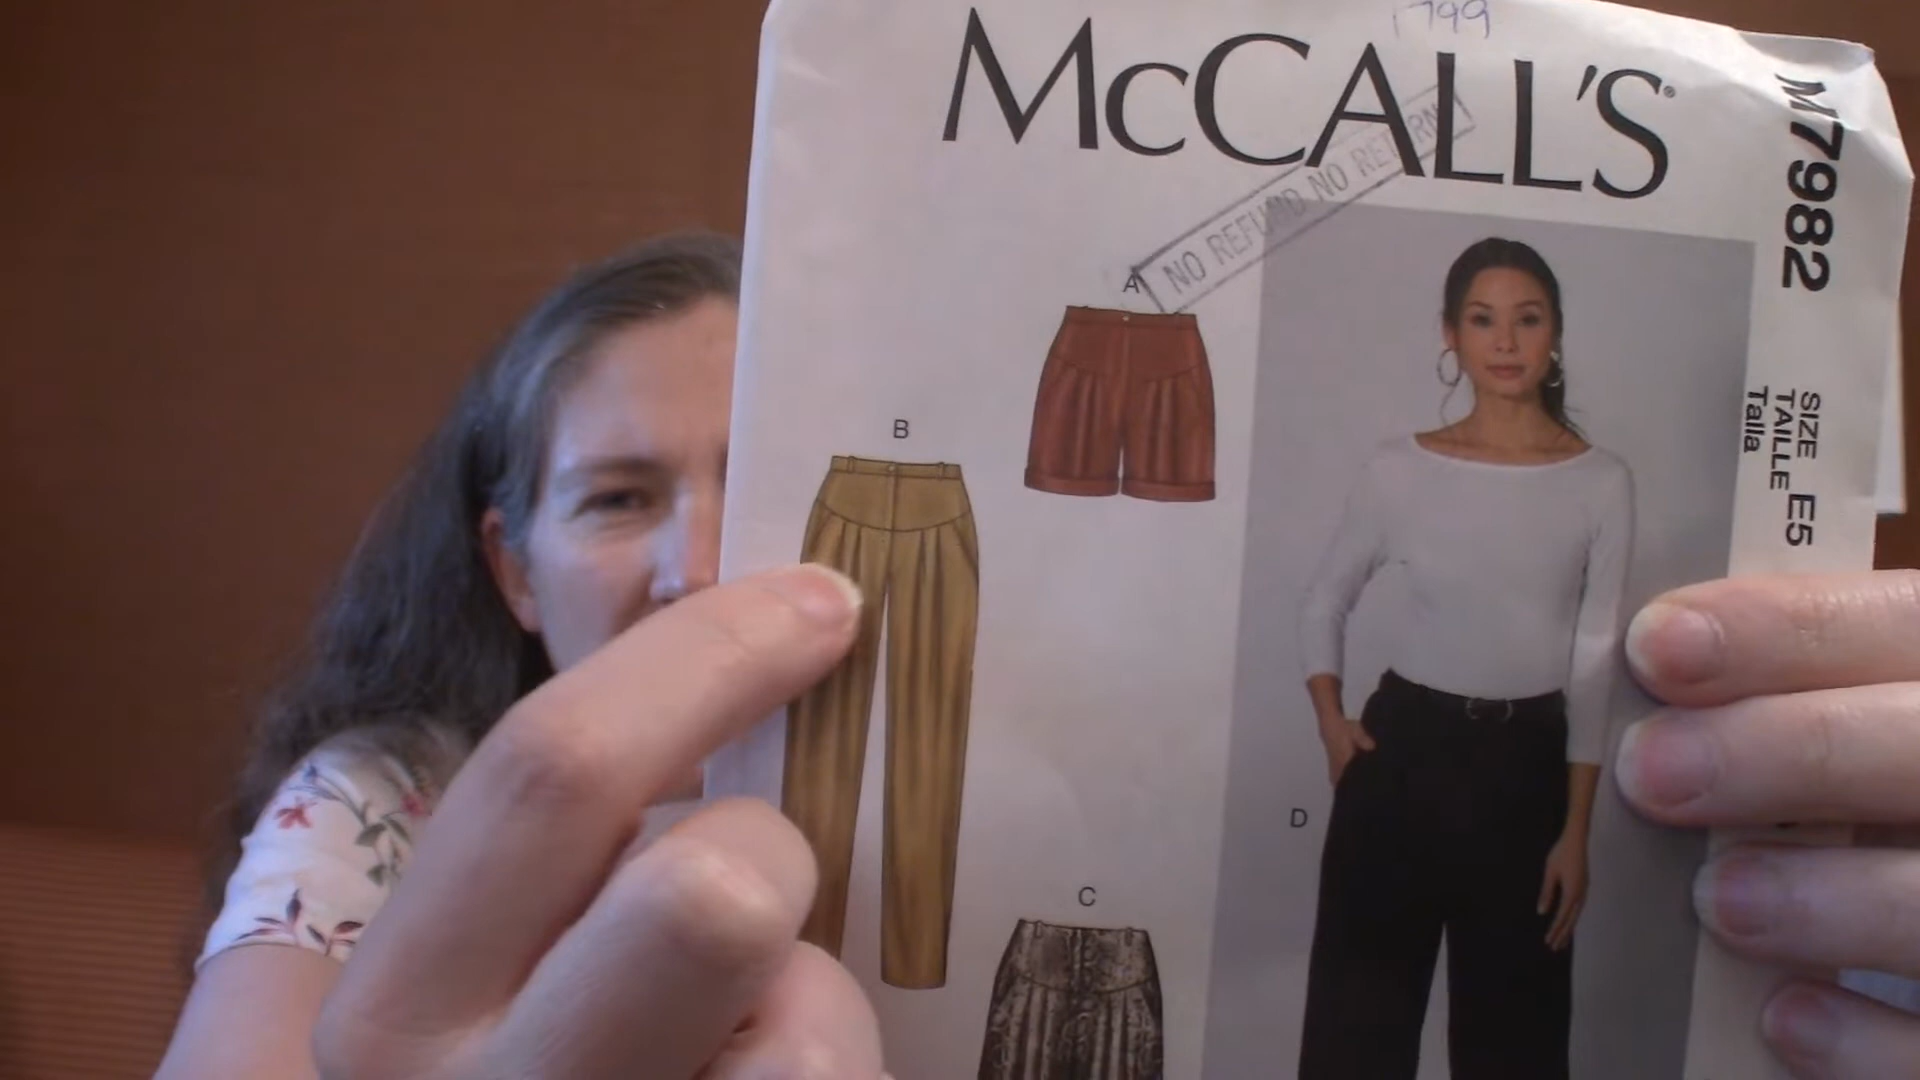 1799
McCALL'S®
M7982
NO REFUND NO RETURN
A
B
SIZE
TAILLE E5
Talla
D
C